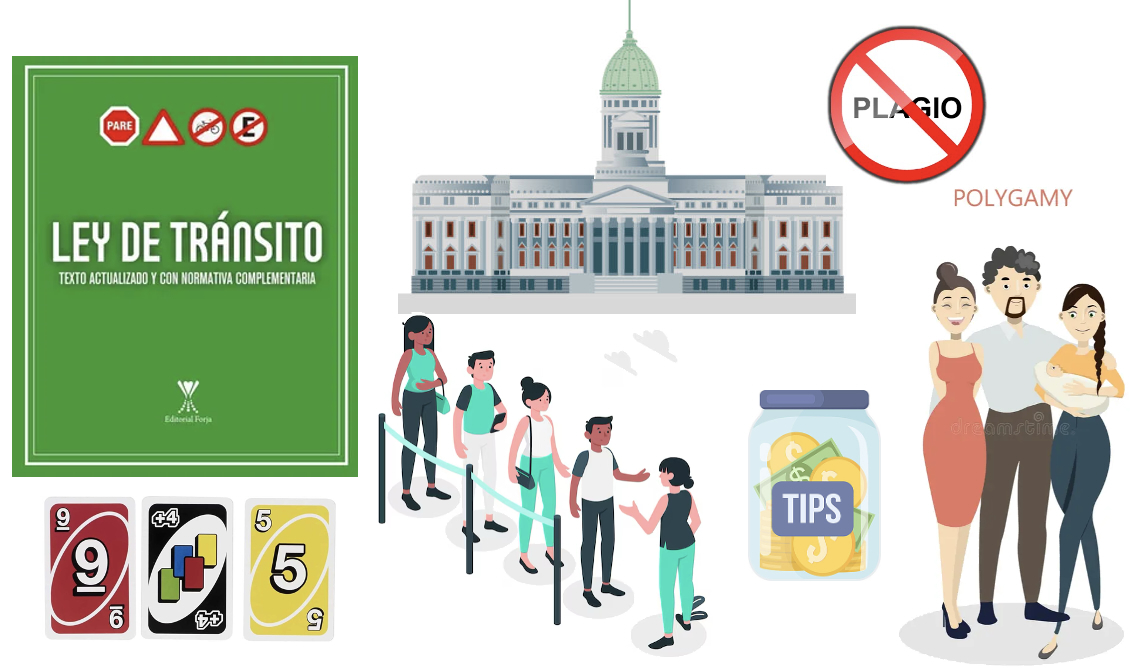 PARE
E
LEY DE TRÁNSITO
TEXTO ACTUALIZADO Y CON NORMATIVA COMPLEMENTARIA
Editorial Forja
PLAGIO
POLYGAMY
9
9
9
+4
+4
5
5
5
TIPS
dreamstime